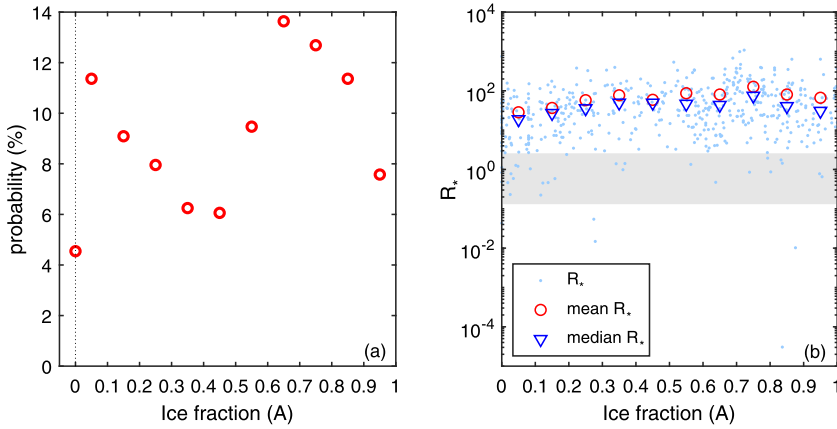 14
12
10
8
6
4
2
0
probability (%)
0 0.1 0.2 0.3 0.4 0.5 0.6 0.7 0.8 0.9 1
Ice fraction (A)
(a)
10^4
10^2
10^0
10^-2
10^-4
R⋆
R⋆
mean R⋆
median R⋆
(b)
0 0.1 0.2 0.3 0.4 0.5 0.6 0.7 0.8 0.9 1
Ice fraction (A)